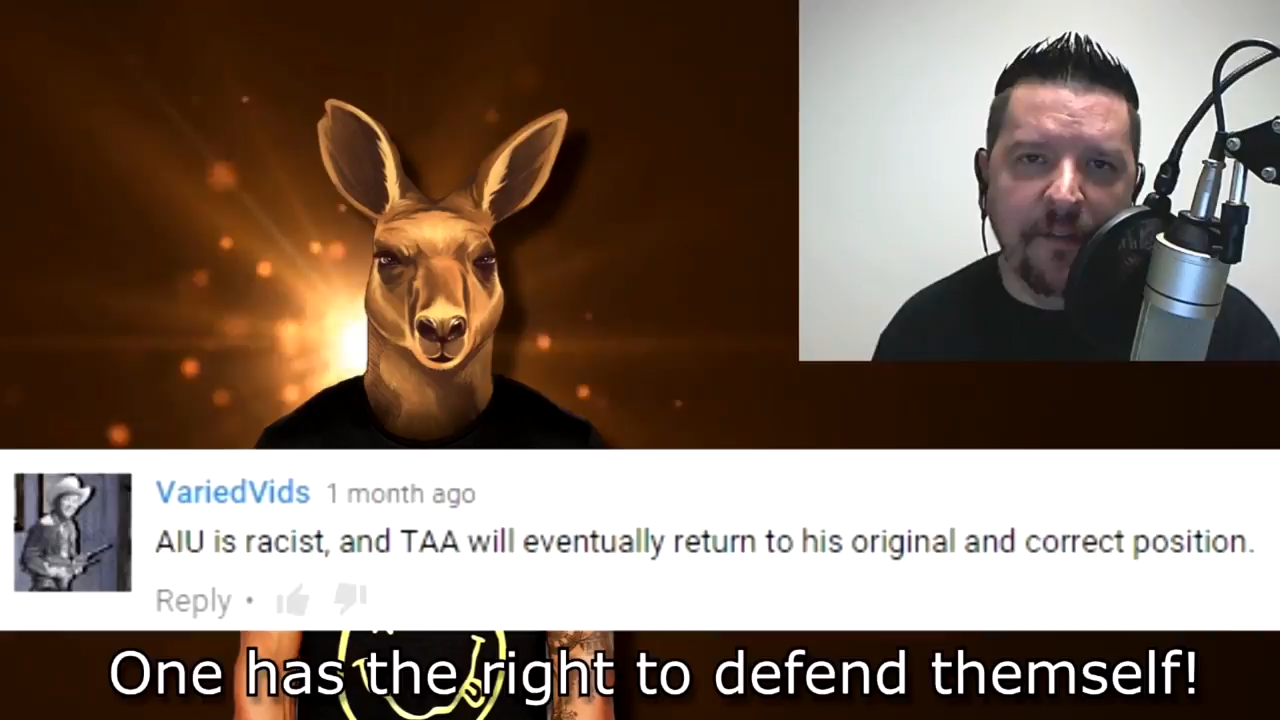 VariedVids 1 month ago
AIU is racist, and TAA will eventually return to his original and correct position.
Reply •
One has the right to defend themself!